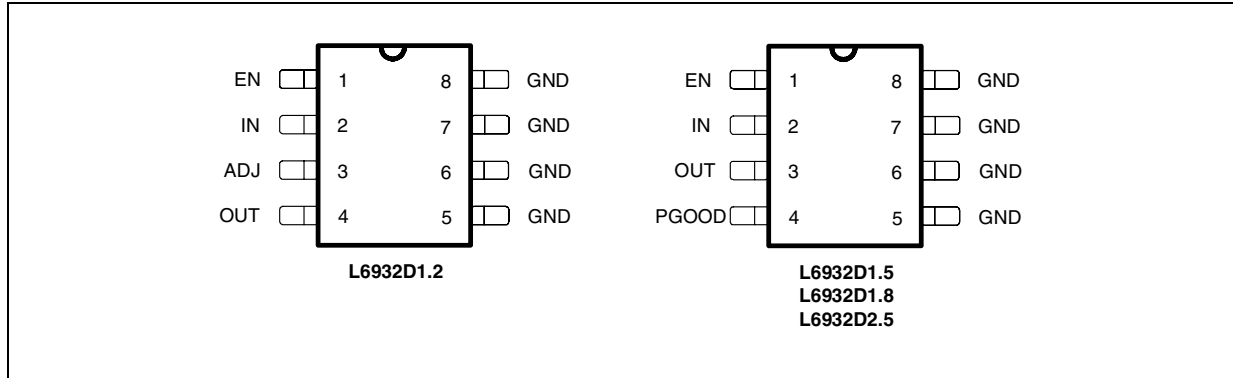 EN 1 8 GND
IN 2 7 GND
ADJ 3 6 GND
OUT 4 5 GND
L6932D1.2
EN 1 8 GND
IN 2 7 GND
OUT 3 6 GND
PGOOD 4 5 GND
L6932D1.5
L6932D1.8
L6932D2.5